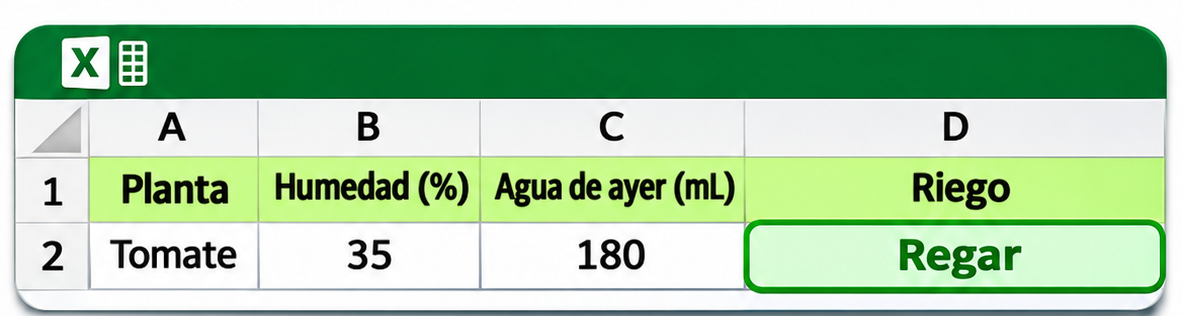 X
A B C D
1 Planta Humedad (%) Agua de ayer (mL) Riego
2 Tomate 35 180 Regar